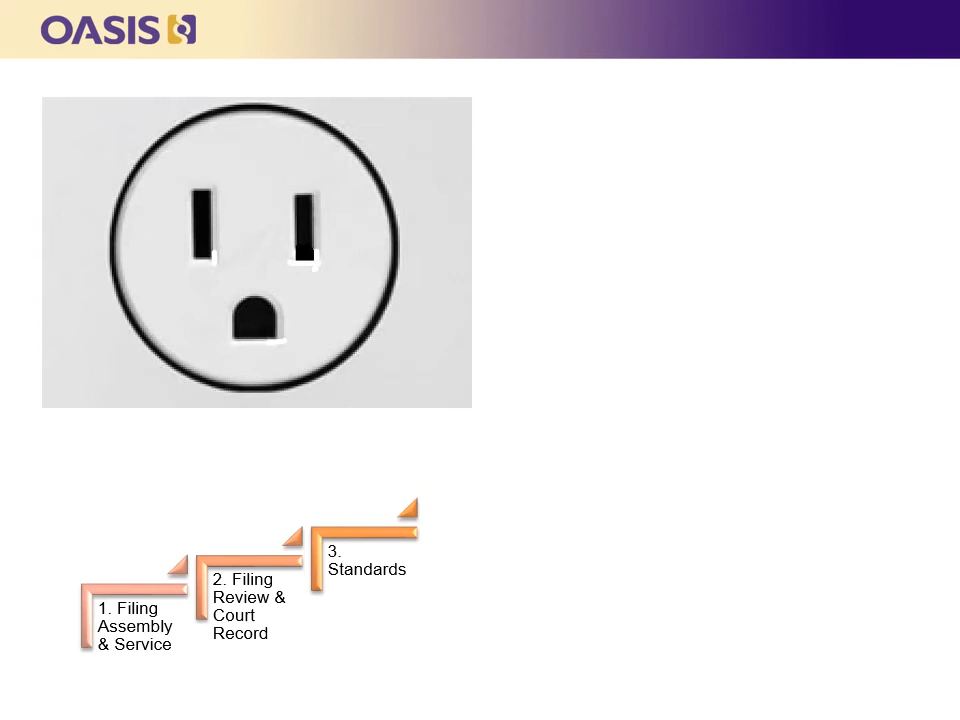 OASIS
3.
Standards
2. Filing
Review &
Court
Record
1. Filing
Assembly
& Service